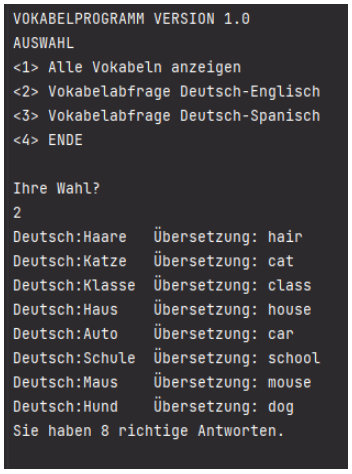 VOKABELPROGRAMM VERSION 1.0
AUSWAHL
<1> Alle Vokabeln anzeigen
<2> Vokabelabfrage Deutsch-Englisch
<3> Vokabelabfrage Deutsch-Spanisch
<4> ENDE
Ihre Wahl?
2
Deutsch:Haare Übersetzung: hair
Deutsch:Katze Übersetzung: cat
Deutsch:Klasse Übersetzung: class
Deutsch:Haus Übersetzung: house
Deutsch:Auto Übersetzung: car
Deutsch:Schule Übersetzung: school
Deutsch:Maus Übersetzung: mouse
Deutsch:Hund Übersetzung: dog
Sie haben 8 richtige Antworten.